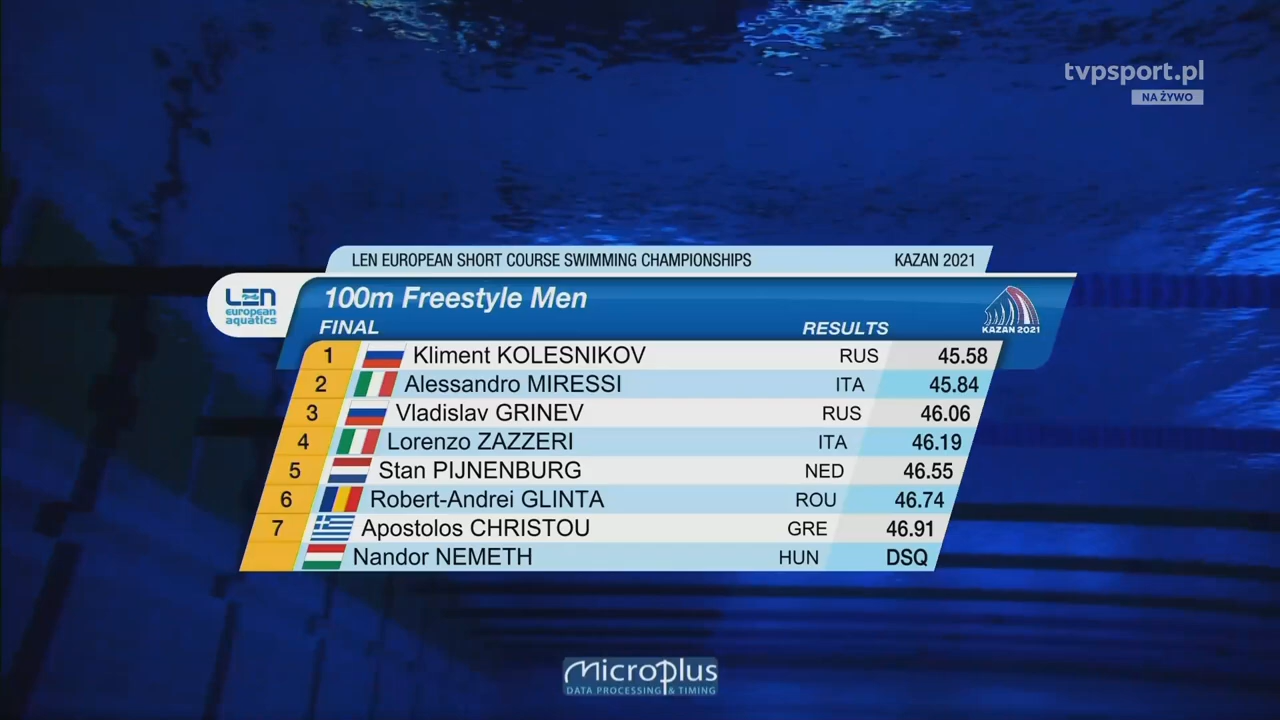 tvpsport.pl
NA ŻYWO
LEN EUROPEAN SHORT COURSE SWIMMING CHAMPIONSHIPS KAZAN 2021
LEN european aquatics
100m Freestyle Men
KAZAN 2021
FINAL RESULTS
1 Kliment KOLESNIKOV RUS 45.58
2 Alessandro MIRESSI ITA 45.84
3 Vladislav GRINEV RUS 46.06
4 Lorenzo ZAZZERI ITA 46.19
5 Stan PIJNENBURG NED 46.55
6 Robert-Andrei GLINTA ROU 46.74
7 Apostolos CHRISTOU GRE 46.91
Nandor NEMETH HUN DSQ
Microplus
DATA PROCESSING & TIMING